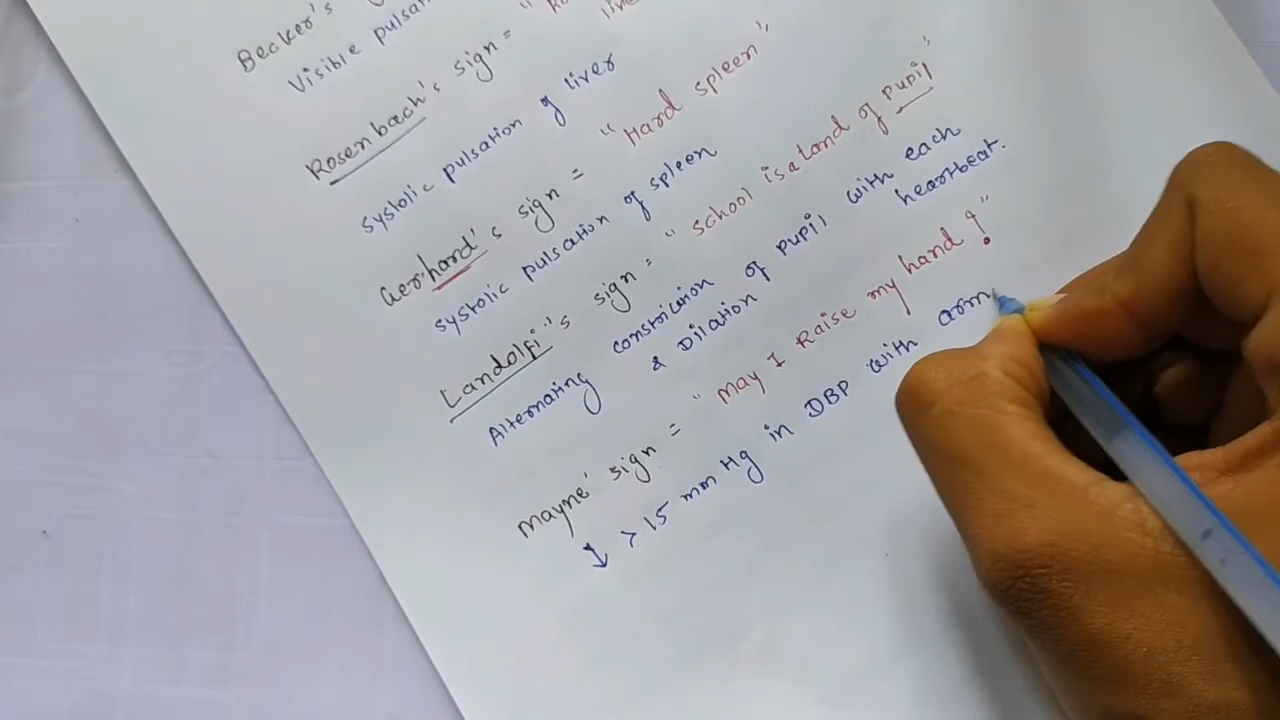 Becker's
Visible pulsat
Rosenbach's sign = "
systolic pulsation of liver
Gerhard's sign = "Hard spleen"
systolic pulsation of spleen
Landolfi's sign = "school is a land of pupil"
Alternating constriction of pupil with each
& Dilation heartbeat.
Mayne' sign = "may I Raise my hand !"
↓ > 15 mm Hg in DBP with arm